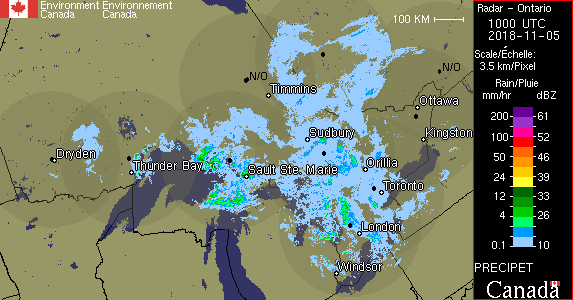 Environment Environnement
Canada Canada
100 KM
N/O
N/O
Timmins
Ottawa
Sudbury
Kingston
Dryden
Thunder Bay
Sault Ste. Marie
Orillia
Toronto
London
Windsor
Radar - Ontario
1000 UTC
2018-11-05
Scale/Échelle:
3.5 km/Pixel
Rain/Pluie
mm/hr dBZ
200 61
100 52
50 46
24 39
12 33
4 26
1 18
0.1 10
PRECIPET
Canada